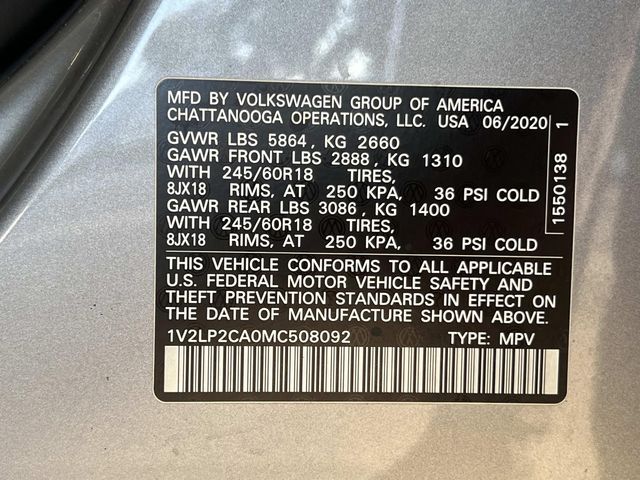 MFD BY VOLKSWAGEN GROUP OF AMERICA
CHATTANOOGA OPERATIONS, LLC. USA 06/2020
GVWR LBS 5864, KG 2660
GAWR FRONT LBS 2888, KG 1310
WITH 245/60R18 TIRES,
8JX18 RIMS, AT 250 KPA, 36 PSI COLD
GAWR REAR LBS 3086, KG 1400
WITH 245/60R18 TIRES,
8JX18 RIMS, AT 250 KPA, 36 PSI COLD
THIS VEHICLE CONFORMS TO ALL APPLICABLE
U.S. FEDERAL MOTOR VEHICLE SAFETY & THEFT
PREVENTION STANDARDS IN EFFECT ON
THE DATE OF MANUFACTURE SHOWN ABOVE.
1V2LP2CA0MC508092 TYPE: MPV
1550138 1